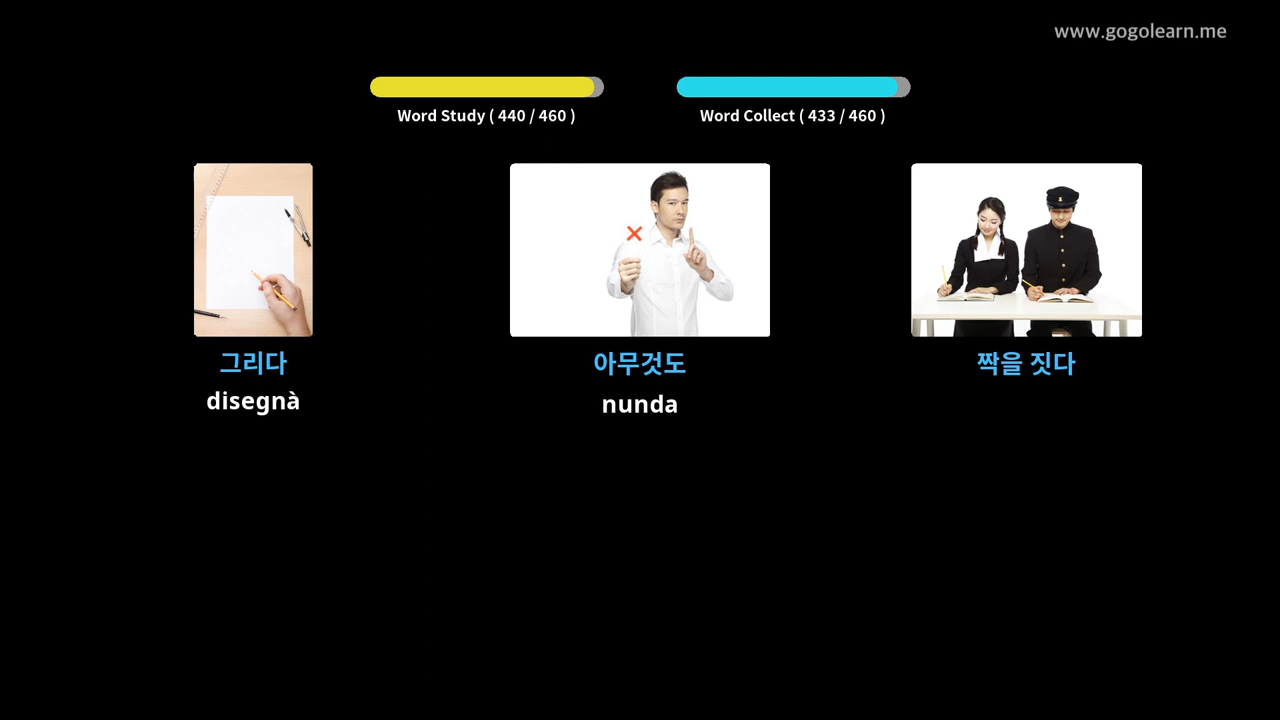 www.gogolearn.me
Word Study ( 440 / 460 )
Word Collect ( 433 / 460 )
그리다
disegnà
아무것도
nunda
짝을 짓다